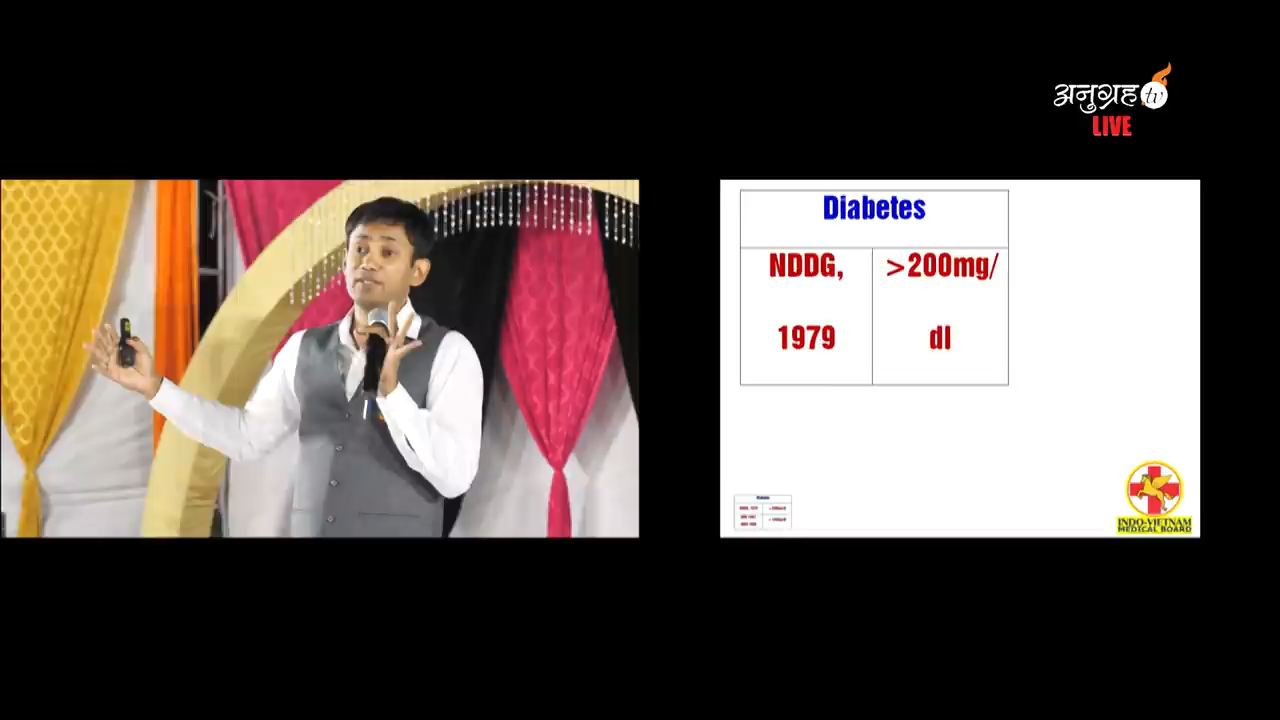 अनुग्रह tv
LIVE
Diabetes
NDDG, >200mg/
1979 dl
INDO-VIETNAM
MEDICAL BOARD